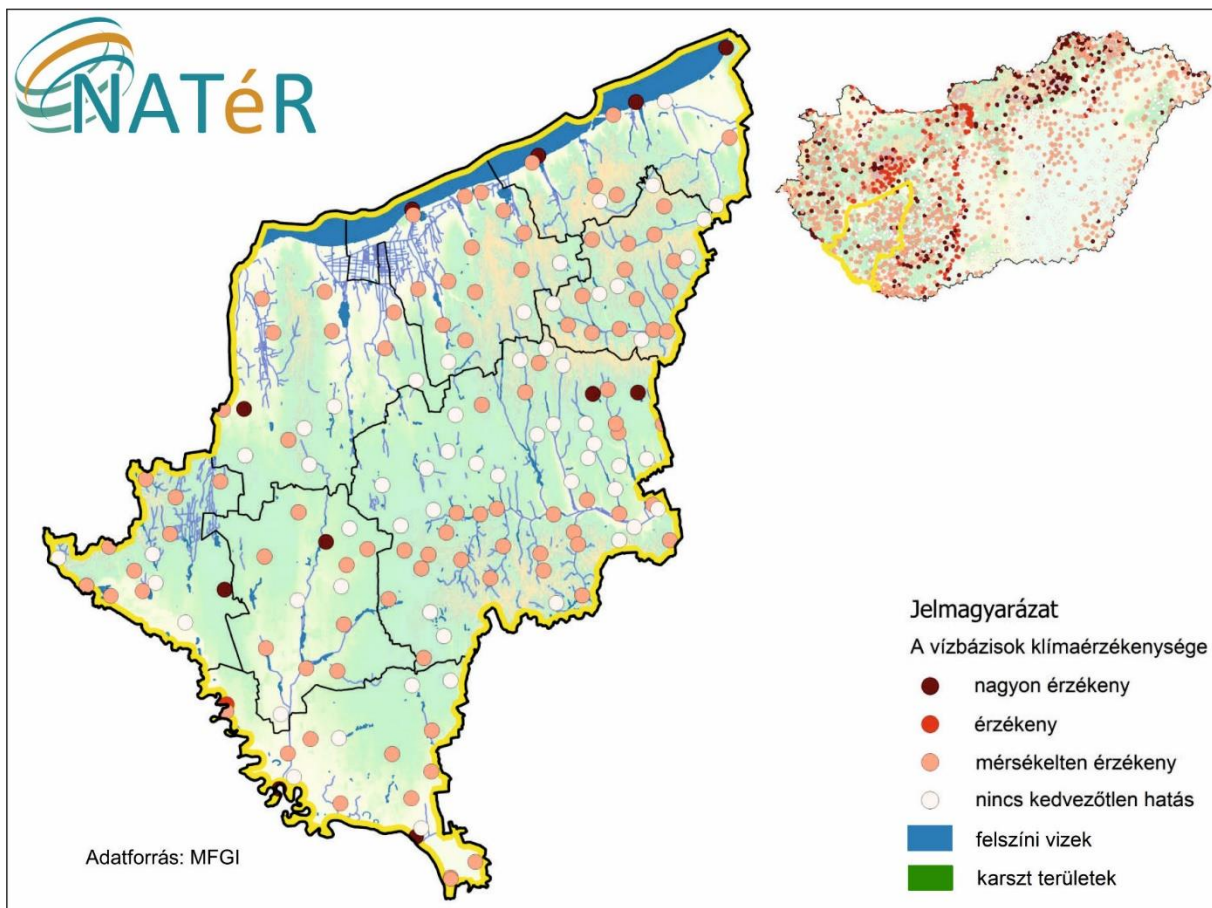 NATéR
Jelmagyarázat
A vízbázisok klímaérzékenysége
nagyon érzékeny
érzékeny
mérsékelten érzékeny
nincs kedvezőtlen hatás
felszíni vizek
karszt területek
Adatforrás: MFGI